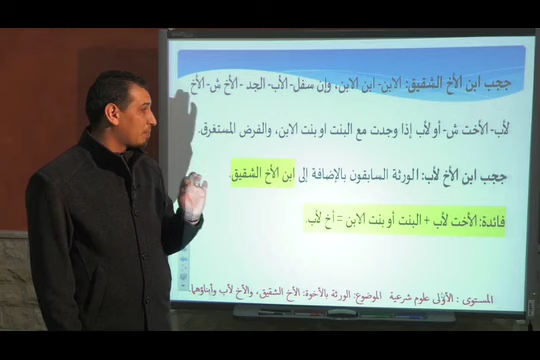 حجب ابن الأخ الشقيق: الابن- ابن الابن، وإن سفل- الأب- الجد - الأخ ش- الأخ
لأب- الأخت ش- أو لأب إذا وجدت مع البنت او بنت الابن، والفرض المستغرق.
حجب ابن الأخ لأب: الورثة السابقون بالإضافة إلى ابن الأخ الشقيق.
فائدة: الأخت لأب + البنت أو بنت الابن = أخ لأب.
المستوى : الأولى علوم شرعية الموضوع: الورثة بالأخوة: الأخ الشقيق، والأخ لأب وأبناؤهما